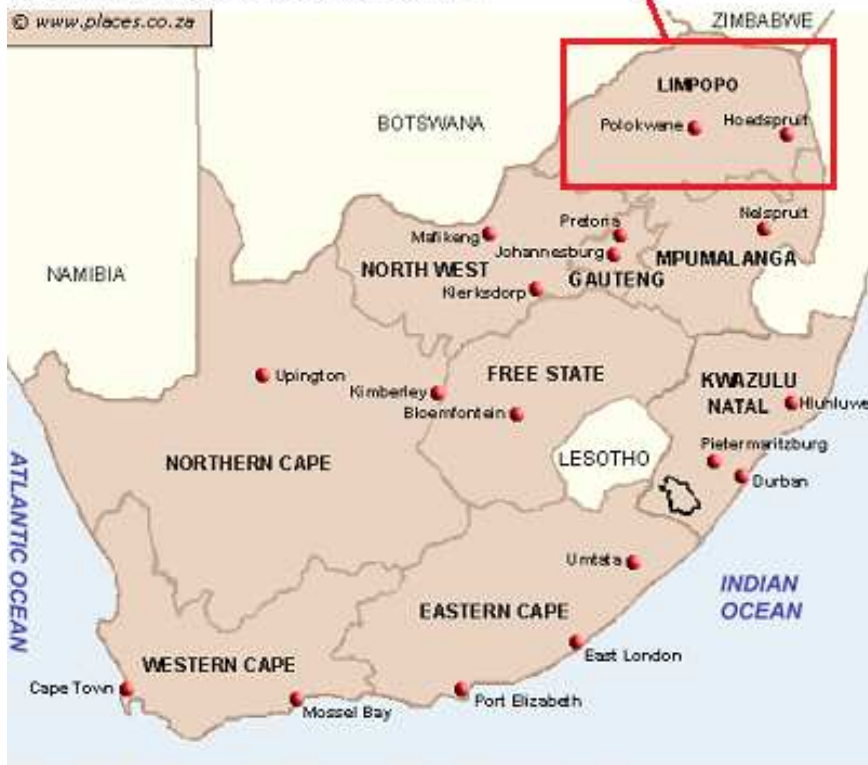 © www.places.co.za
ZIMBABWE
LIMPOPO
Polokwane
Hoedspruit
BOTSWANA
Nelspruit
Pretoria
Mafikeng
Johannesburg
MPUMALANGA
NORTH WEST
GAUTENG
NAMIBIA
Klerksdorp
Upington
FREE STATE
KWAZULU
NATAL
Kimberley
Hluhluwe
Bloemfontein
Pietermaritzburg
LESOTHO
NORTHERN CAPE
Durban
ATLANTIC OCEAN
Umtata
INDIAN
OCEAN
EASTERN CAPE
East London
WESTERN CAPE
Cape Town
Port Elizabeth
Mossel Bay